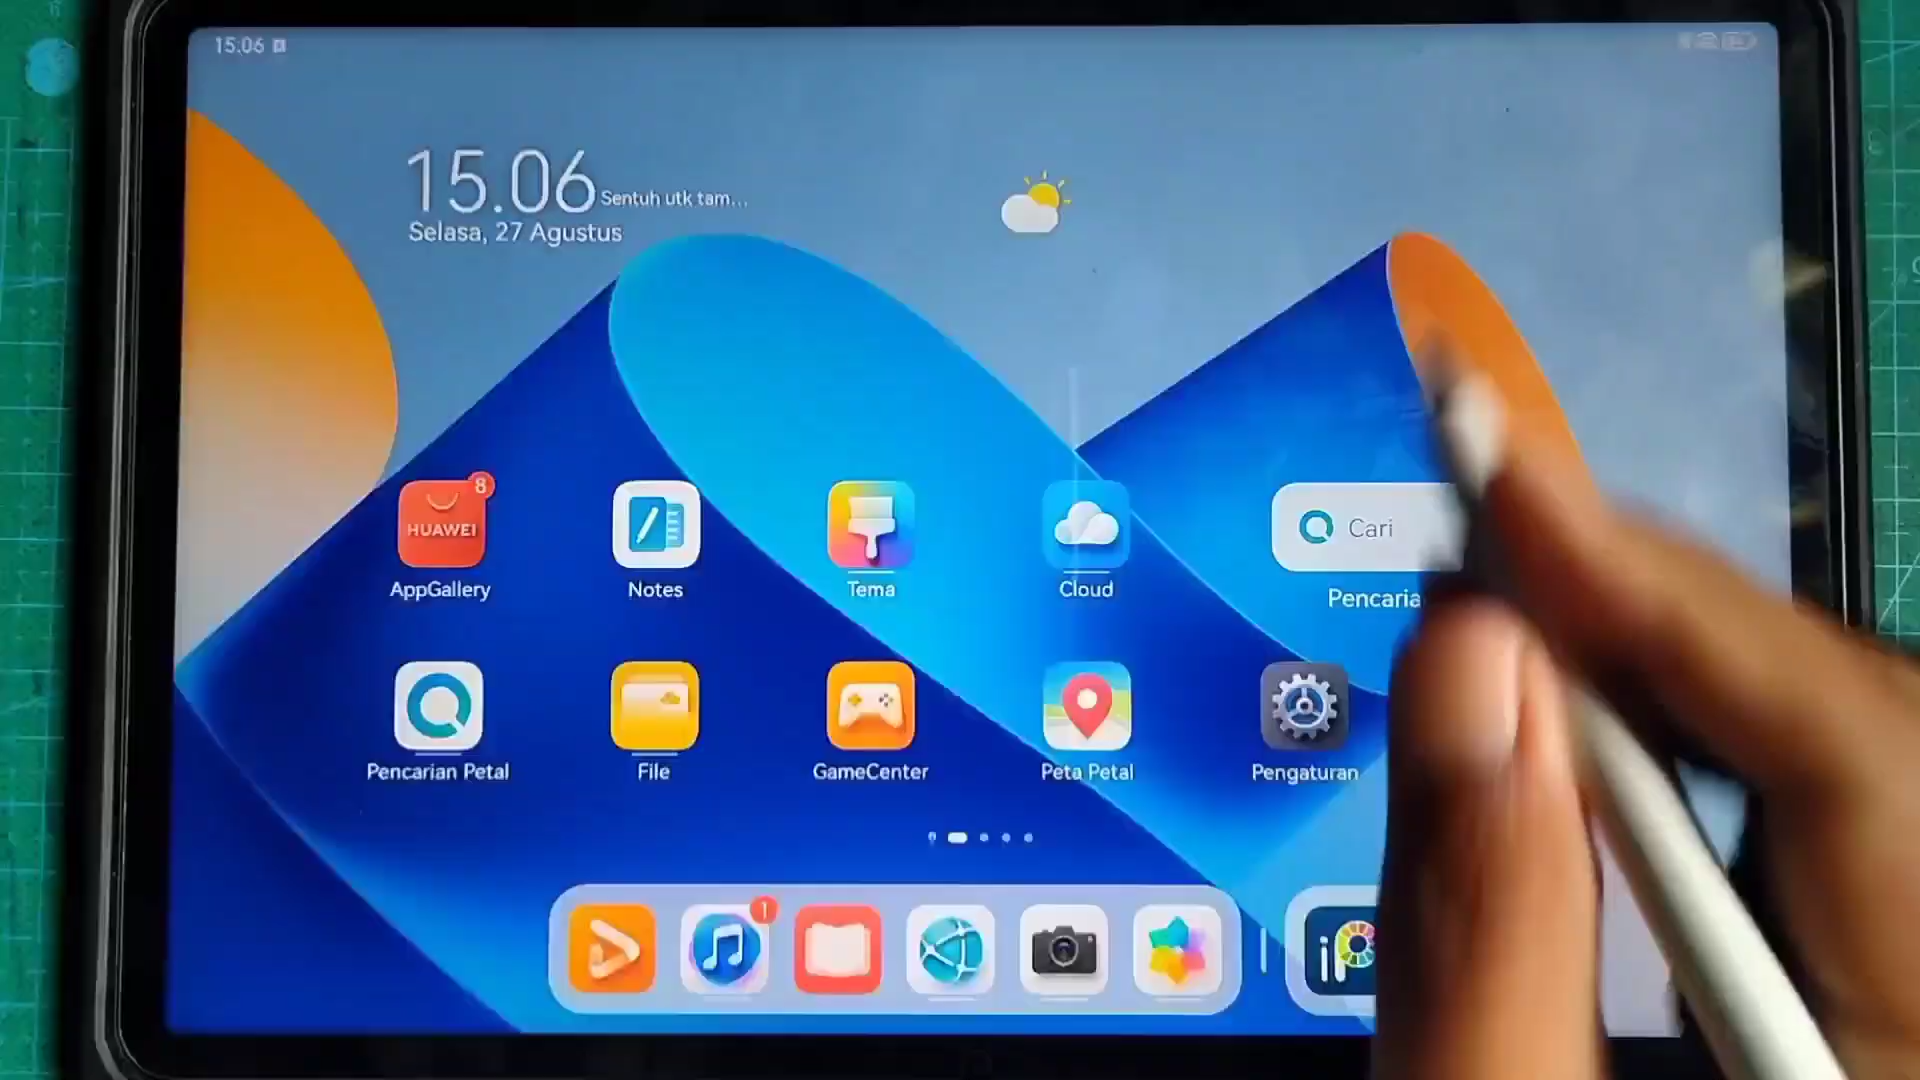 15.06
15.06 Sentuh utk tam...
Selasa, 27 Agustus
8
HUAWEI
AppGallery
Notes
Tema
Cloud
Cari
Pencaria
Pencarian Petal
File
GameCenter
Peta Petal
Pengaturan
1
iP